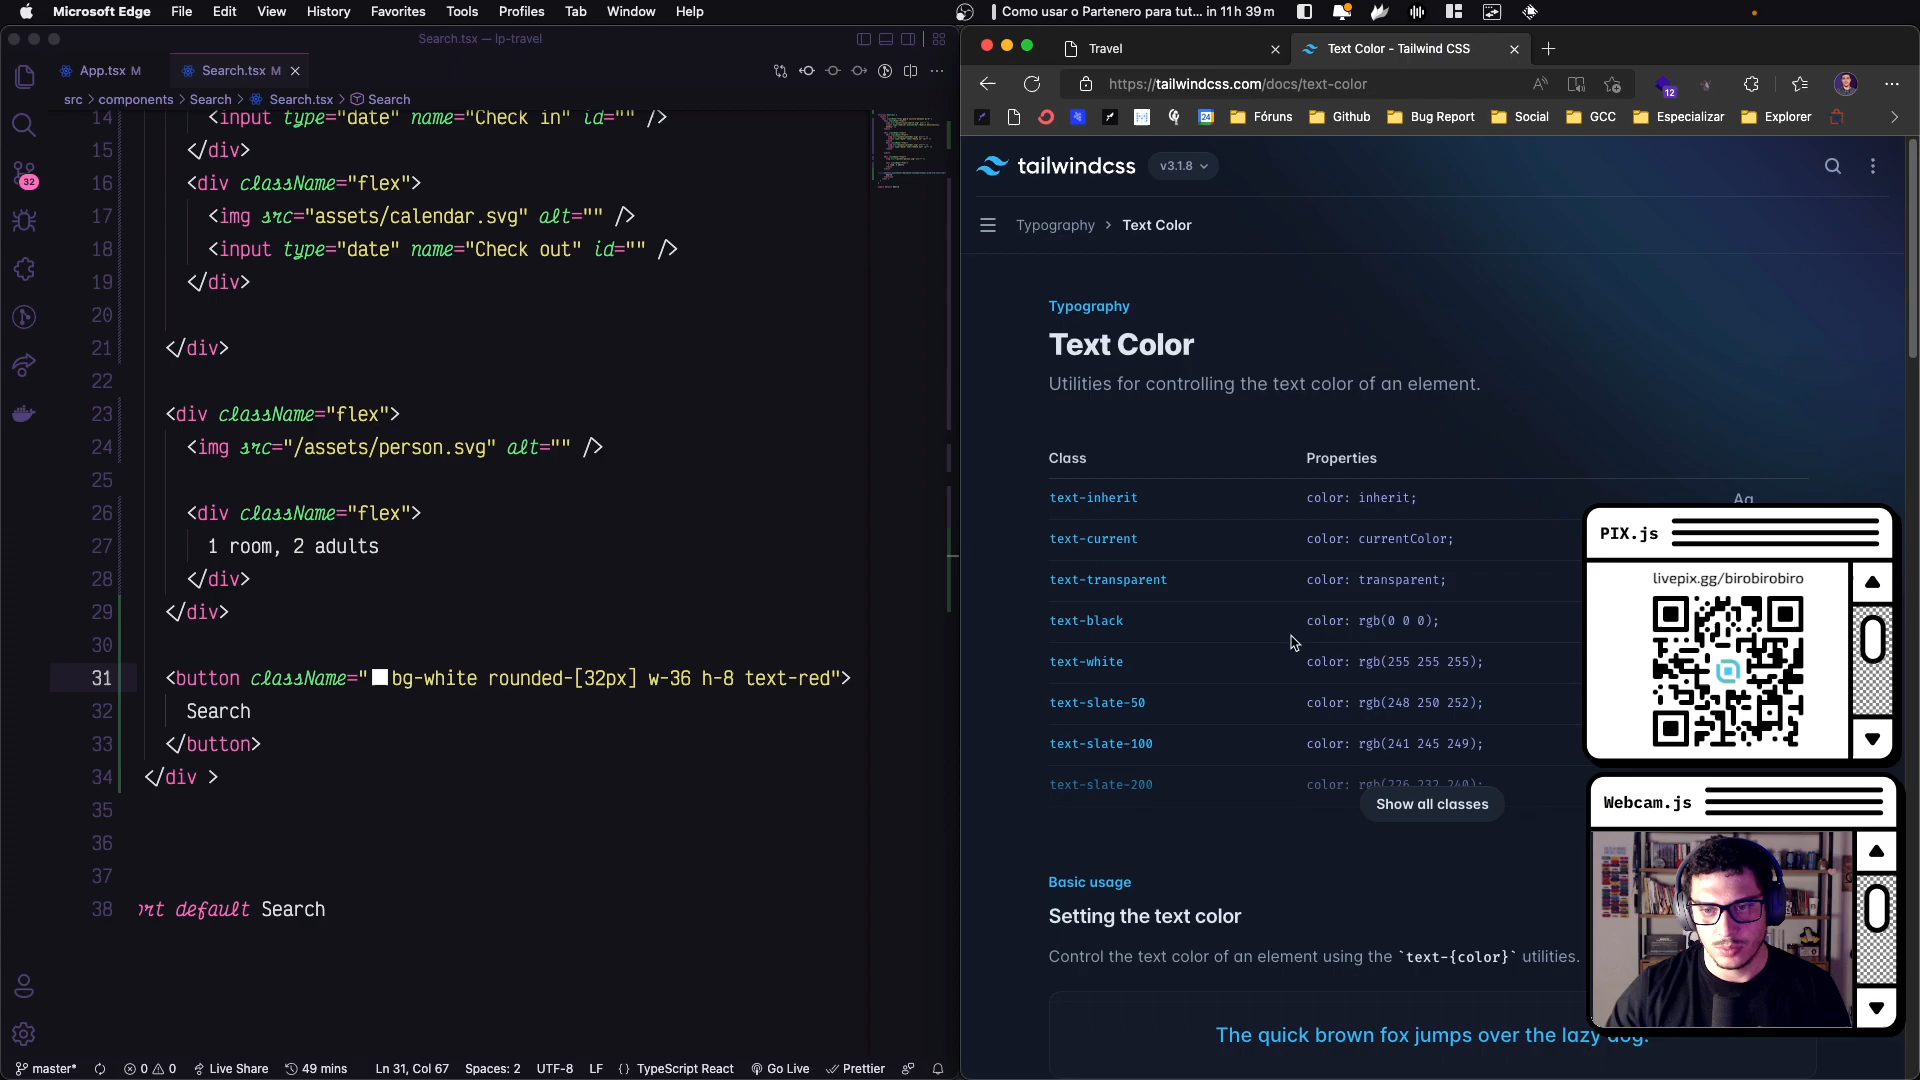 Microsoft Edge File Edit View History Favorites Tools Profiles Tab Window Help
Como usar o Partenero para tut... in 11 h 39 m
Search.tsx — lp-travel
App.tsx M
Search.tsx M
src > components > Search > Search.tsx > Search
14 <input type="date" name="Check in" id="" />
15 </div>
16 <div className="flex">
17 <img src="assets/calendar.svg" alt="" />
18 <input type="date" name="Check out" id="" />
19 </div>
20
21 </div>
22
23 <div className="flex">
24 <img src="/assets/person.svg" alt="" />
25
26 <div className="flex">
27 1 room, 2 adults
28 </div>
29 </div>
30
31 <button className="bg-white rounded-[32px] w-36 h-8 text-red">
32 Search
33 </button>
34 </div >
35
36
37
38 rt default Search
32
master* 0 0 Live Share 49 mins Ln 31, Col 67 Spaces: 2 UTF-8 LF {} TypeScript React Go Live Prettier
Travel
Text Color - Tailwind CSS
https://tailwindcss.com/docs/text-color
12
24
Fóruns Github Bug Report Social GCC Especializar Explorer
tailwindcss v3.1.8
Typography > Text Color
Typography
Text Color
Utilities for controlling the text color of an element.
Class Properties
text-inherit color: inherit; Aa
text-current color: currentColor;
text-transparent color: transparent;
text-black color: rgb(0 0 0);
text-white color: rgb(255 255 255);
text-slate-50 color: rgb(248 250 252);
text-slate-100 color: rgb(241 245 249);
text-slate-200 color: rgb(226 232 240);
Show all classes
Basic usage
Setting the text color
Control the text color of an element using the `text-{color}` utilities.
The quick brown fox jumps over the lazy dog.
PIX.js
livepix.gg/birobirobiro
Webcam.js